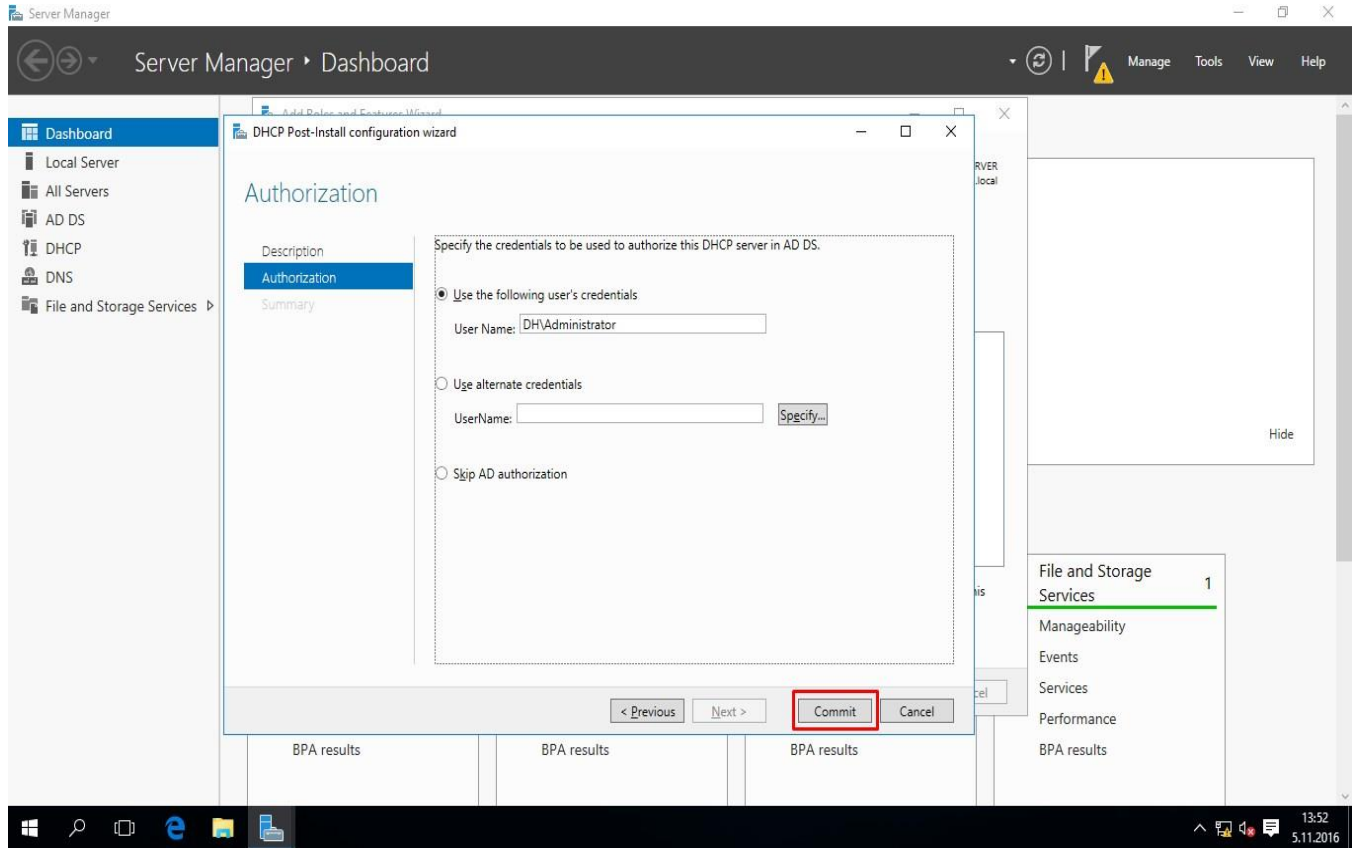 Server Manager
Server Manager • Dashboard
Manage Tools View Help
Dashboard
Local Server
All Servers
AD DS
DHCP
DNS
File and Storage Services
Add Roles and Features Wizard
DHCP Post-Install configuration wizard
RVER
.local
Authorization
Description
Authorization
Summary
Specify the credentials to be used to authorize this DHCP server in AD DS.
Use the following user's credentials
User Name: DH\Administrator
Use alternate credentials
UserName:
Specify...
Skip AD authorization
Hide
his
< Previous
Next >
Commit
Cancel
cel
File and Storage
Services
1
Manageability
Events
Services
Performance
BPA results
BPA results
BPA results
BPA results
13:52
5.11.2016